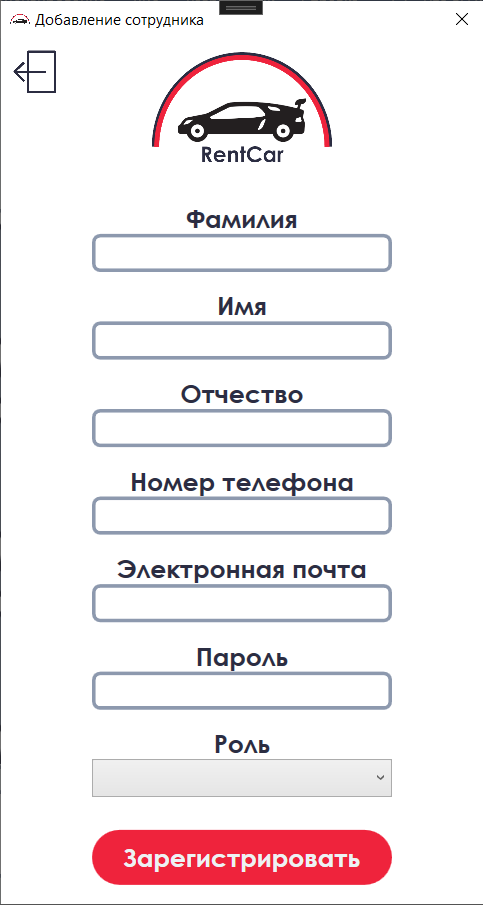 Добавление сотрудника
RentCar
Фамилия
Имя
Отчество
Номер телефона
Электронная почта
Пароль
Роль
Зарегистрировать